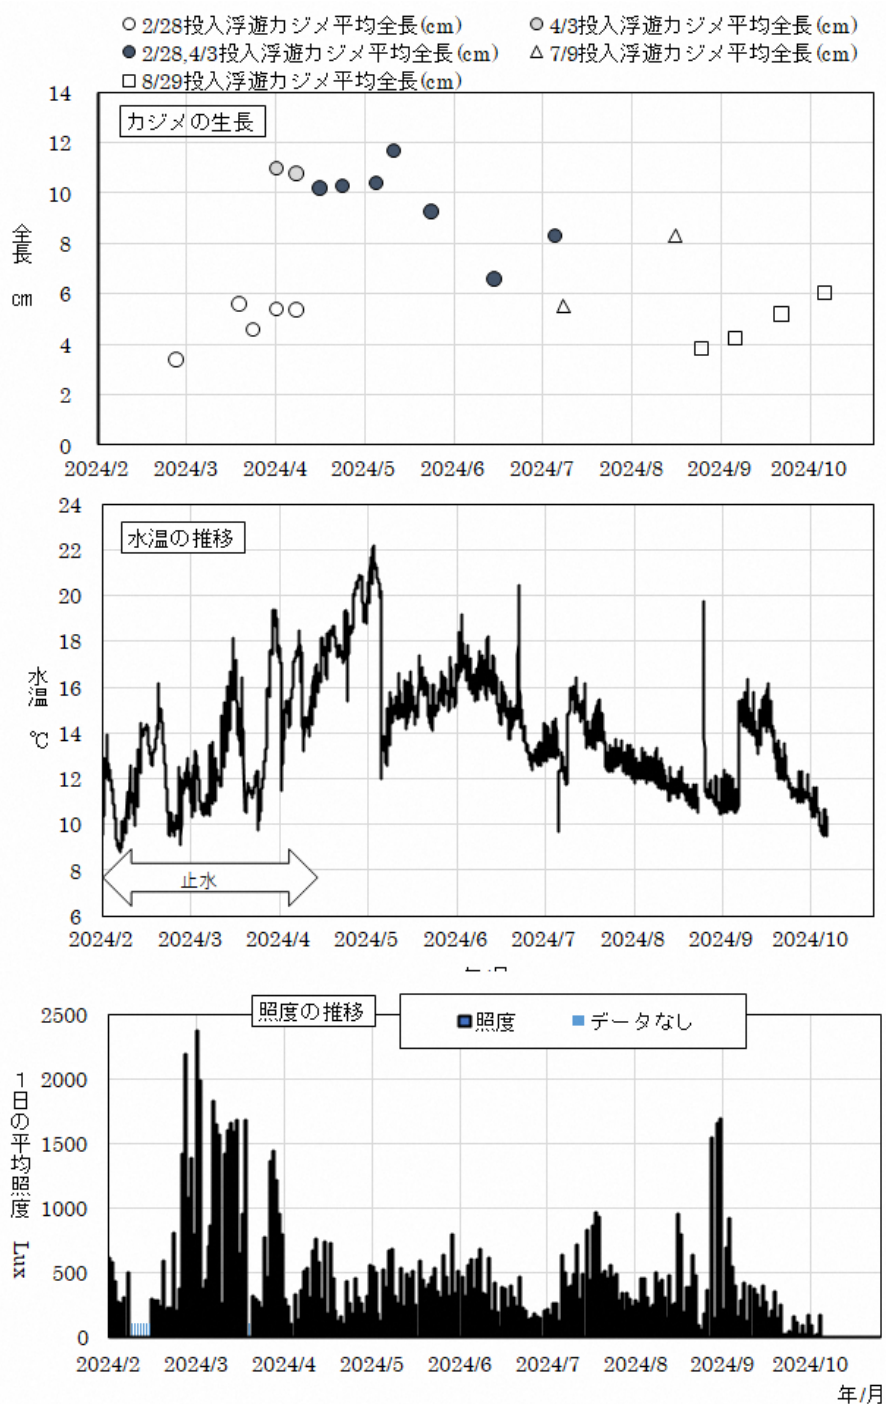 ○ 2/28投入浮遊カジメ平均全長(cm) ○ 4/3投入浮遊カジメ平均全長(cm)
● 2/28,4/3投入浮遊カジメ平均全長(cm) △ 7/9投入浮遊カジメ平均全長(cm)
□ 8/29投入浮遊カジメ平均全長(cm)
カジメの生長
全長 cm
14
12
10
8
6
4
2
0
2024/2 2024/3 2024/4 2024/5 2024/6 2024/7 2024/8 2024/9 2024/10
水温の推移
水温 ℃
24
22
20
18
16
14
12
10
8
6
止水
2024/2 2024/3 2024/4 2024/5 2024/6 2024/7 2024/8 2024/9 2024/10
照度の推移
照度 データなし
1日の平均照度 Lux
2500
2000
1500
1000
500
0
2024/2 2024/3 2024/4 2024/5 2024/6 2024/7 2024/8 2024/9 2024/10
年/月